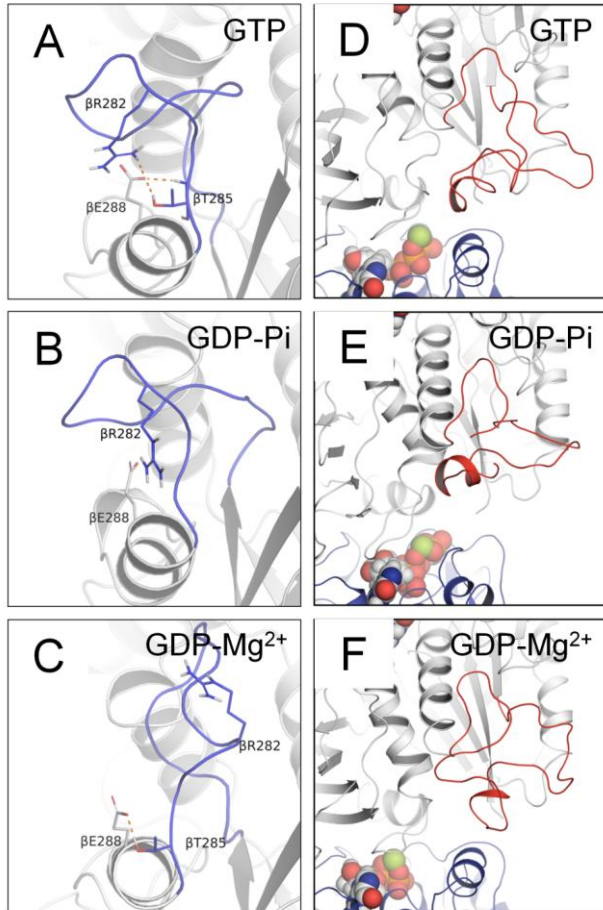 A GTP
βR282
βE288
βT285
D GTP
B GDP-Pi
βR282
βE288
E GDP-Pi
C GDP-Mg²⁺
βR282
βE288
βT285
F GDP-Mg²⁺